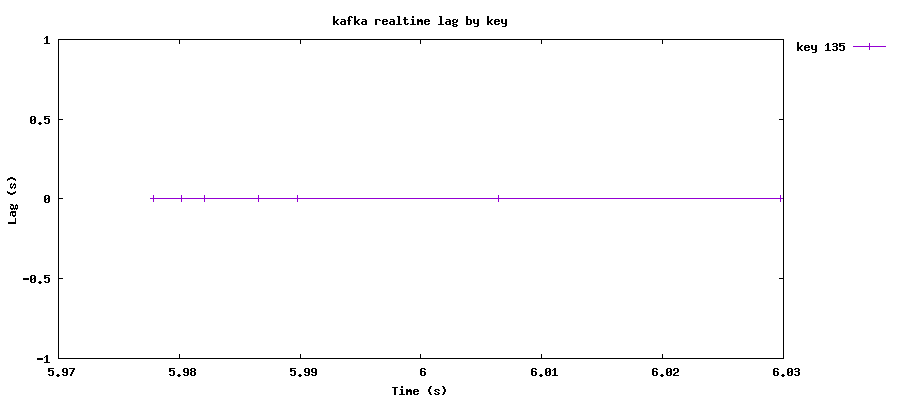 kafka realtime lag by key
key 135
1
0.5
0
-0.5
-1
Lag (s)
5.97 5.98 5.99 6 6.01 6.02 6.03
Time (s)